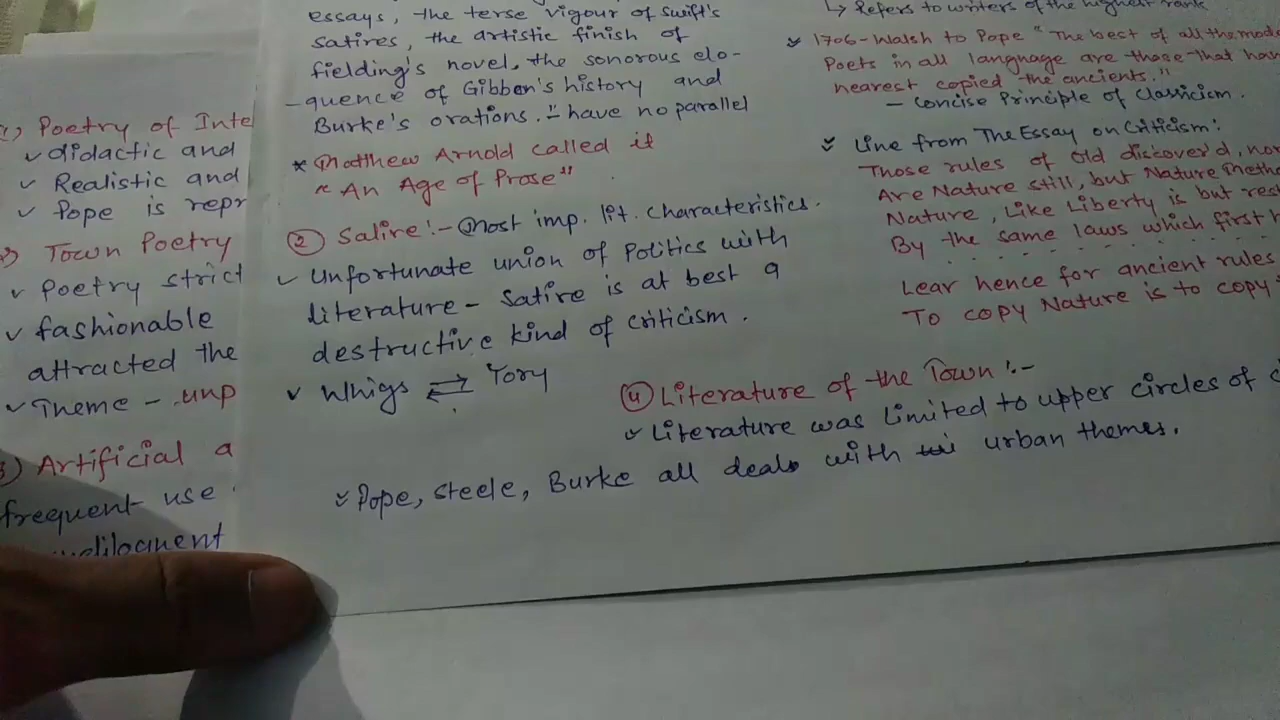 1) Poetry of Inte
✓ didactic and
✓ Realistic and
✓ Pope is repr
Town Poetry
✓ Poetry strict
✓ fashionable
attracted the
✓ Theme - unp
3) Artificial a
frequent use
essays, the terse vigour of swift's
satires, the artistic finish of
fielding's novel, the sonorous elo-
-quence of Gibbon's history and
Burke's orations. - have no parallel
* Matthew Arnold called it
"An Age of Prose"
② Satire :- Most imp. lit. characteristics.
✓ Unfortunate union of Politics with
literature - Satire is at best a
destructive kind of criticism.
✓ Whigs ⇄ Tory
↳ Refers to writers of the highest rank
✓ 1706 - Walsh to Pope "The best of all the mode
Poets in all language are those that hav
nearest copied the ancients."
- Concise Principle of Classicism.
✓ Line from The Essay on Criticism:
Those rules of old discover'd, not
Are Nature still, but Nature metho
Nature, Like Liberty is but rest
By the same laws which first h
Lear hence for ancient rules
To copy Nature is to copy
④ Literature of the Town :-
✓ Literature was limited to upper circles of
✓ Pope, Steele, Burke all deals with urban themes.